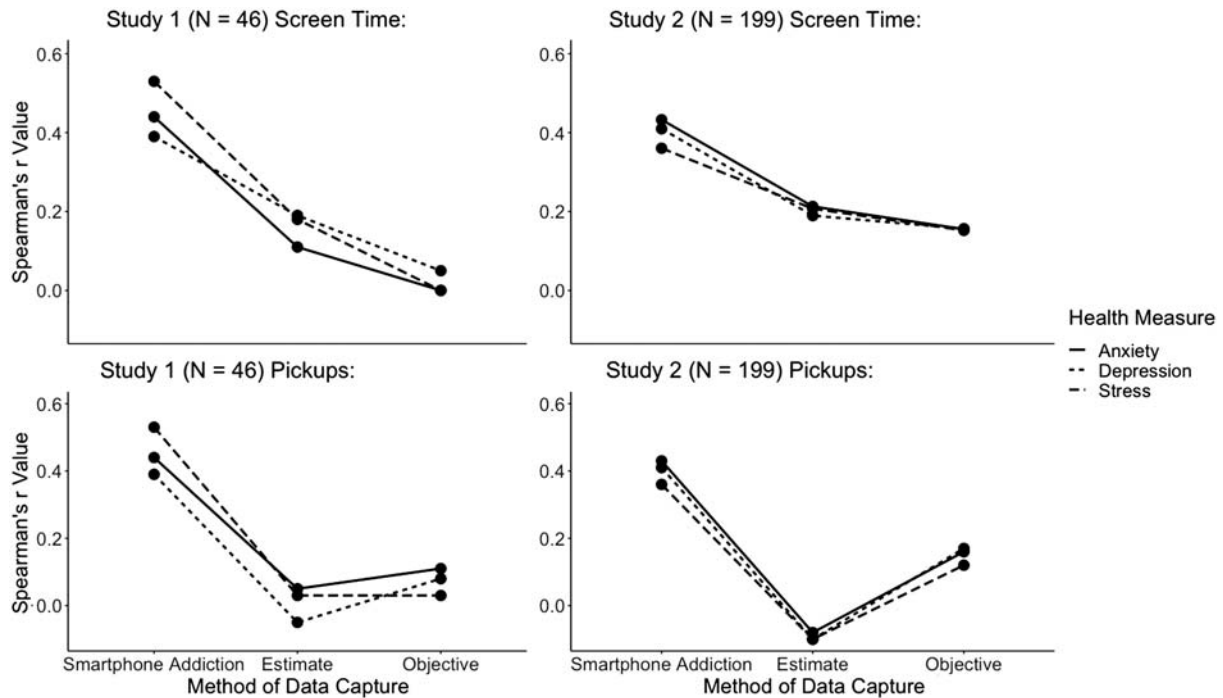 Study 1 (N = 46) Screen Time:
Study 2 (N = 199) Screen Time:
Spearman's r Value
0.6
0.4
0.2
0.0
0.6
0.4
0.2
0.0
Health Measure
Anxiety
Depression
Stress
Study 1 (N = 46) Pickups:
Study 2 (N = 199) Pickups:
Spearman's r Value
0.6
0.4
0.2
0.0
0.6
0.4
0.2
0.0
Smartphone Addiction Estimate Objective
Smartphone Addiction Estimate Objective
Method of Data Capture
Method of Data Capture